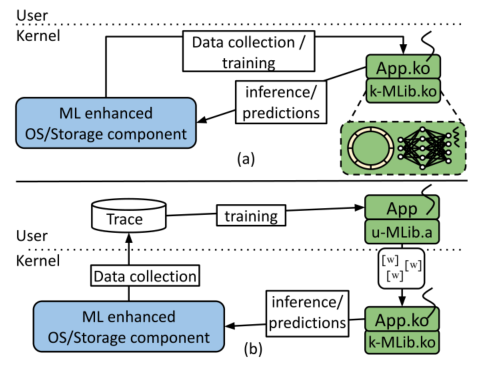 User
Kernel
Data collection /
training
App.ko
k-MLib.ko
inference/
predictions
ML enhanced
OS/Storage component
(a)
Trace
training
App
u-MLib.a
User
Kernel
[w]
[w]
[w]
Data collection
inference/
predictions
App.ko
k-MLib.ko
ML enhanced
OS/Storage component
(b)